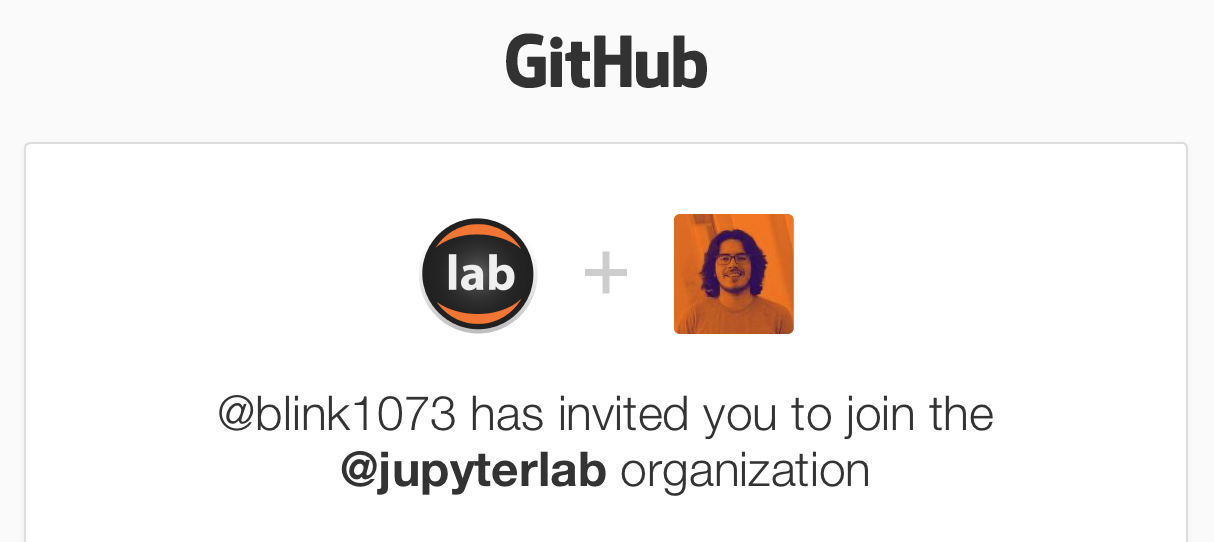 GitHub
lab
@blink1073 has invited you to join the
@jupyterlab organization